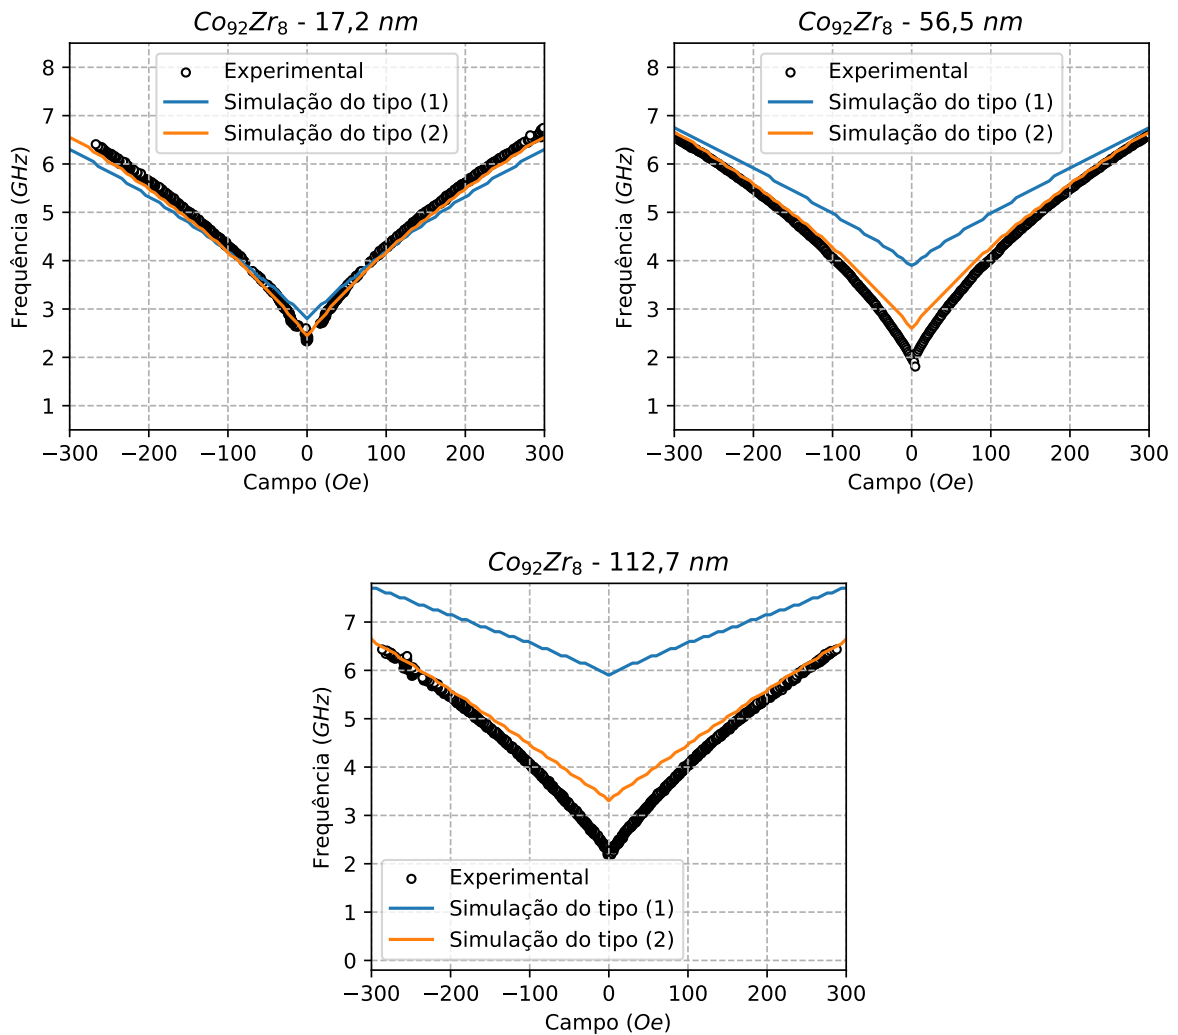 Co₉₂Zr₈ - 17,2 nm
8
7
6
5
4
3
2
1
Frequência (GHz)
Experimental
Simulação do tipo (1)
Simulação do tipo (2)
−300 −200 −100 0 100 200 300
Campo (Oe)
Co₉₂Zr₈ - 56,5 nm
8
7
6
5
4
3
2
1
Frequência (GHz)
Experimental
Simulação do tipo (1)
Simulação do tipo (2)
−300 −200 −100 0 100 200 300
Campo (Oe)
Co₉₂Zr₈ - 112,7 nm
7
6
5
4
3
2
1
0
Frequência (GHz)
Experimental
Simulação do tipo (1)
Simulação do tipo (2)
−300 −200 −100 0 100 200 300
Campo (Oe)